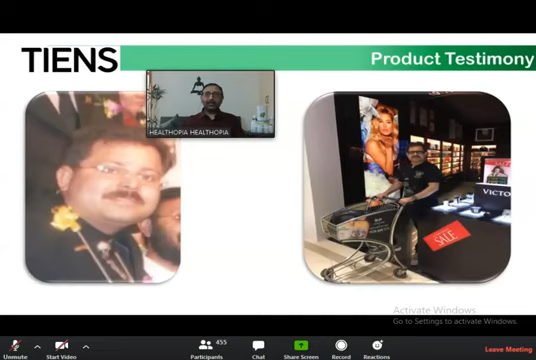 TIENS
Product Testimony
HEALTHOPIA HEALTHOPIA
VICTO
SALE
Activate Windows
Go to Settings to activate Windows.
455
Unmute
Start Video
Participants
Chat
Share Screen
Record
Reactions
Leave Meeting